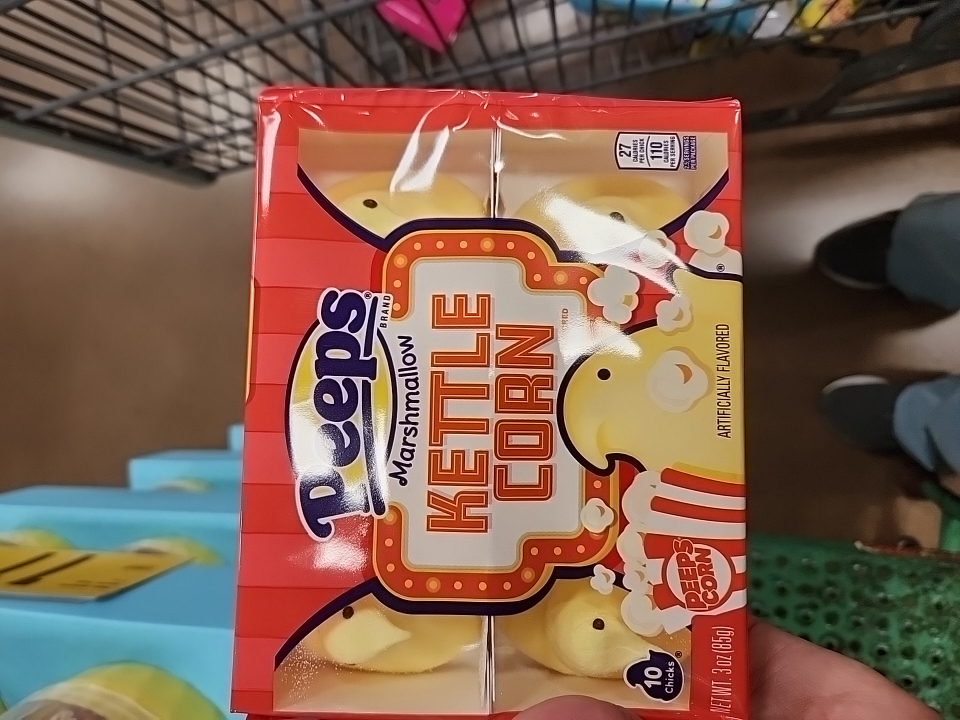 Peeps®
BRAND
Marshmallow
KETTLE
CORN
ARTIFICIALLY FLAVORED
®
PEEPS
CORN
10
Chicks
®
NET WT. 3 oz (85g)
27
CALORIES
PER CHICK
110
CALORIES
PER SERVING